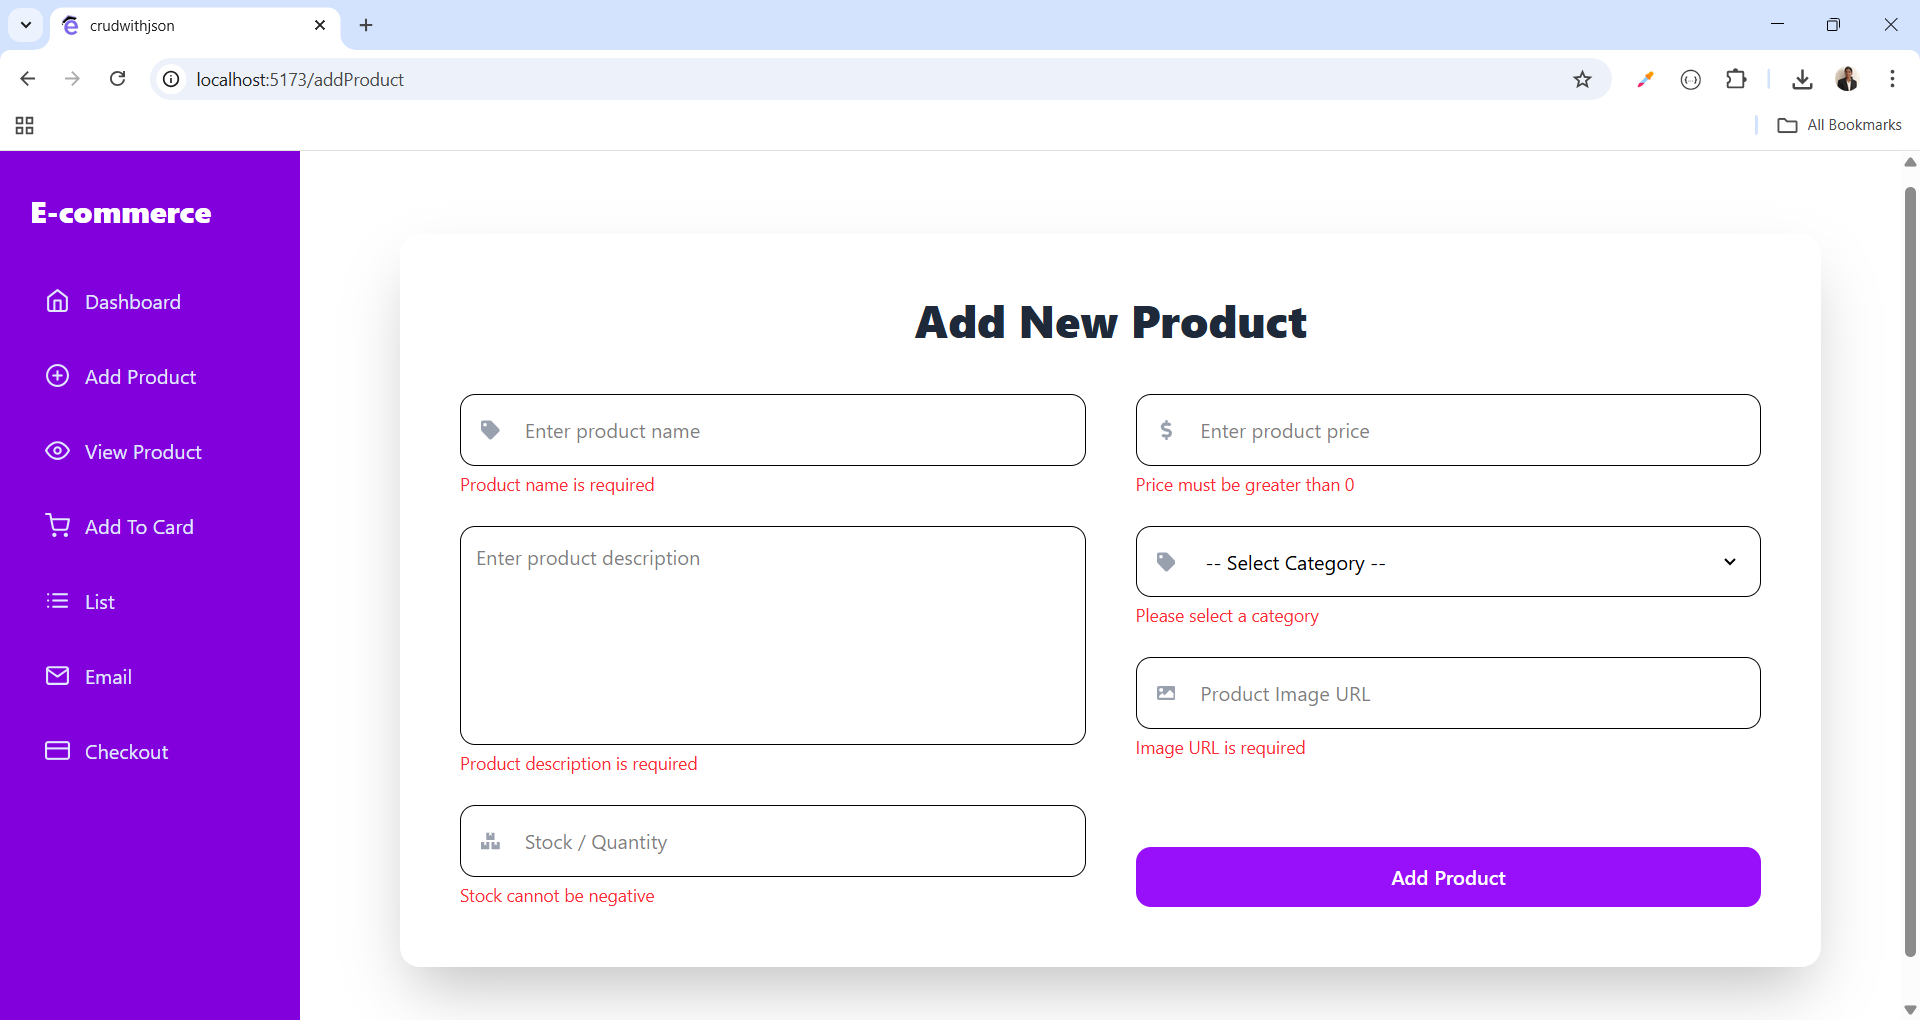 crudwithjson
localhost:5173/addProduct
All Bookmarks
E-commerce
Dashboard
Add Product
View Product
Add To Card
List
Email
Checkout
Add New Product
Enter product name
Product name is required
Enter product price
Price must be greater than 0
Enter product description
Product description is required
-- Select Category --
Please select a category
Product Image URL
Image URL is required
Stock / Quantity
Stock cannot be negative
Add Product